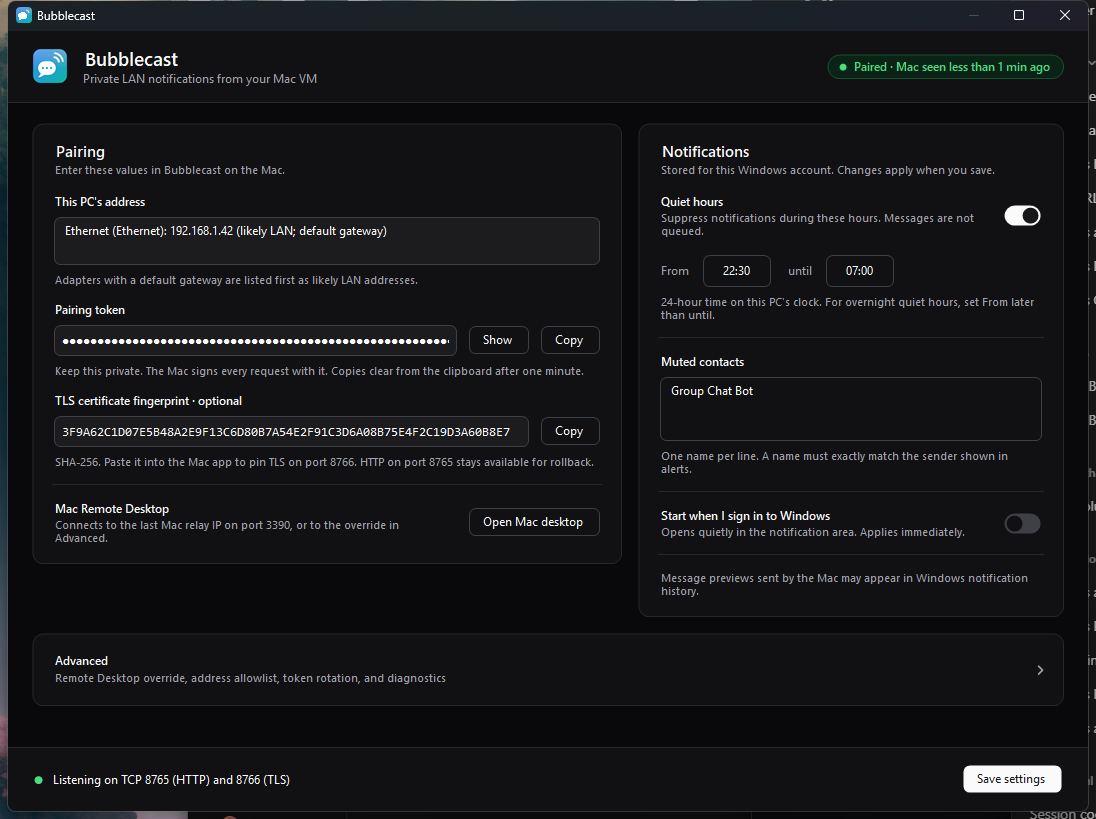 Bubblecast
Bubblecast
Private LAN notifications from your Mac VM
Paired · Mac seen less than 1 min ago
Pairing
Enter these values in Bubblecast on the Mac.
This PC's address
Ethernet (Ethernet): 192.168.1.42 (likely LAN; default gateway)
Adapters with a default gateway are listed first as likely LAN addresses.
Pairing token
Show
Copy
Keep this private. The Mac signs every request with it. Copies clear from the clipboard after one minute.
TLS certificate fingerprint · optional
3F9A62C1D07E5B48A2E9F13C6D80B7A54E2F91C3D6A08B75E4F2C19D3A60B8E7
Copy
SHA-256. Paste it into the Mac app to pin TLS on port 8766. HTTP on port 8765 stays available for rollback.
Mac Remote Desktop
Connects to the last Mac relay IP on port 3390, or to the override in
Advanced.
Open Mac desktop
Notifications
Stored for this Windows account. Changes apply when you save.
Quiet hours
Suppress notifications during these hours. Messages are not
queued.
From
22:30
until
07:00
24-hour time on this PC's clock. For overnight quiet hours, set From later
than until.
Muted contacts
Group Chat Bot
One name per line. A name must exactly match the sender shown in
alerts.
Start when I sign in to Windows
Opens quietly in the notification area. Applies immediately.
Message previews sent by the Mac may appear in Windows notification
history.
Advanced
Remote Desktop override, address allowlist, token rotation, and diagnostics
Listening on TCP 8765 (HTTP) and 8766 (TLS)
Save settings